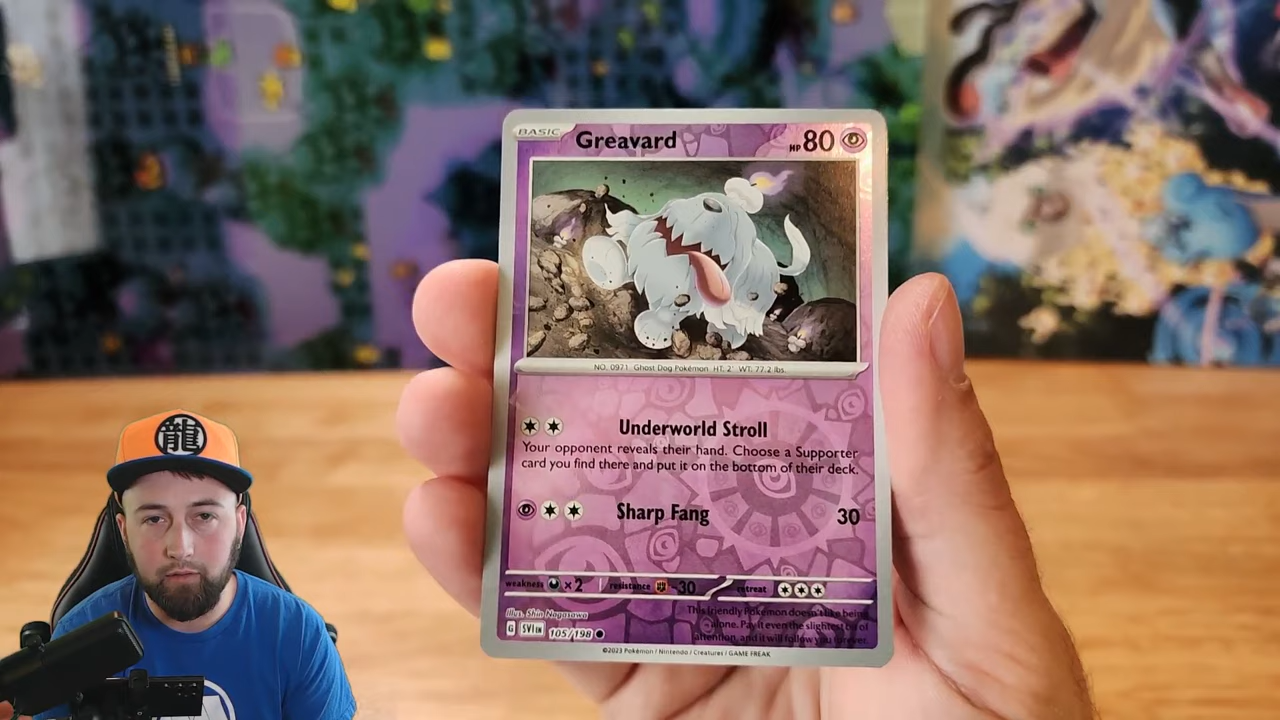 BASIC
Greavard
HP 80
NO. 0971 Ghost Dog Pokémon HT: 2' WT: 77.2 lbs.
Underworld Stroll
Your opponent reveals their hand. Choose a Supporter
card you find there and put it on the bottom of their deck.
Sharp Fang 30
weakness ×2 resistance -30 retreat
Illus. Shin Nagasawa
This friendly Pokémon doesn't like being
alone. Pay it even the slightest bit of
attention, and it will follow you forever.
G SVI EN 105/198
©2023 Pokémon / Nintendo / Creatures / GAME FREAK
龍